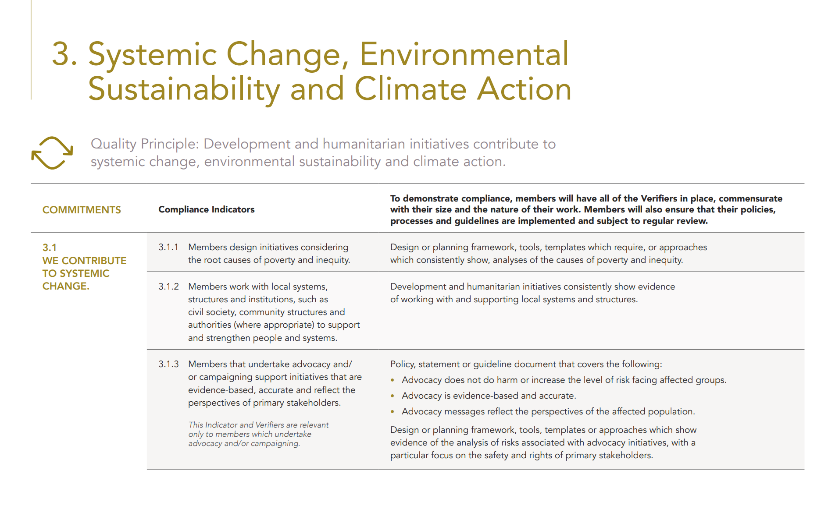 3. Systemic Change, Environmental
Sustainability and Climate Action
Quality Principle: Development and humanitarian initiatives contribute to
systemic change, environmental sustainability and climate action.
COMMITMENTS
Compliance Indicators
To demonstrate compliance, members will have all of the Verifiers in place, commensurate
with their size and the nature of their work. Members will also ensure that their policies,
processes and guidelines are implemented and subject to regular review.
3.1
WE CONTRIBUTE
TO SYSTEMIC
CHANGE.
3.1.1 Members design initiatives considering
the root causes of poverty and inequity.
Design or planning framework, tools, templates which require, or approaches
which consistently show, analyses of the causes of poverty and inequity.
3.1.2 Members work with local systems,
structures and institutions, such as
civil society, community structures and
authorities (where appropriate) to support
and strengthen people and systems.
Development and humanitarian initiatives consistently show evidence
of working with and supporting local systems and structures.
3.1.3 Members that undertake advocacy and/
or campaigning support initiatives that are
evidence-based, accurate and reflect the
perspectives of primary stakeholders.
This Indicator and Verifiers are relevant
only to members which undertake
advocacy and/or campaigning.
Policy, statement or guideline document that covers the following:
• Advocacy does not do harm or increase the level of risk facing affected groups.
• Advocacy is evidence-based and accurate.
• Advocacy messages reflect the perspectives of the affected population.
Design or planning framework, tools, templates or approaches which show
evidence of the analysis of risks associated with advocacy initiatives, with a
particular focus on the safety and rights of primary stakeholders.